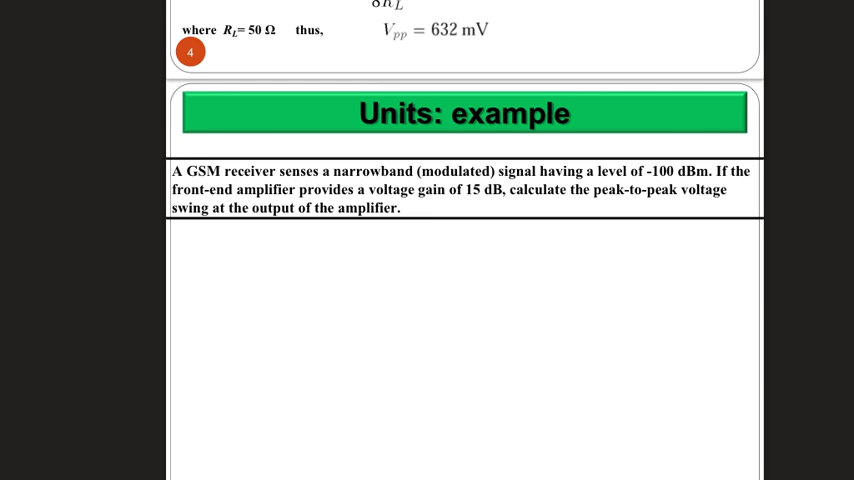 8R_L
where R_L= 50 Ω thus, V_pp = 632 mV
4
Units: example
A GSM receiver senses a narrowband (modulated) signal having a level of -100 dBm. If the
front-end amplifier provides a voltage gain of 15 dB, calculate the peak-to-peak voltage
swing at the output of the amplifier.